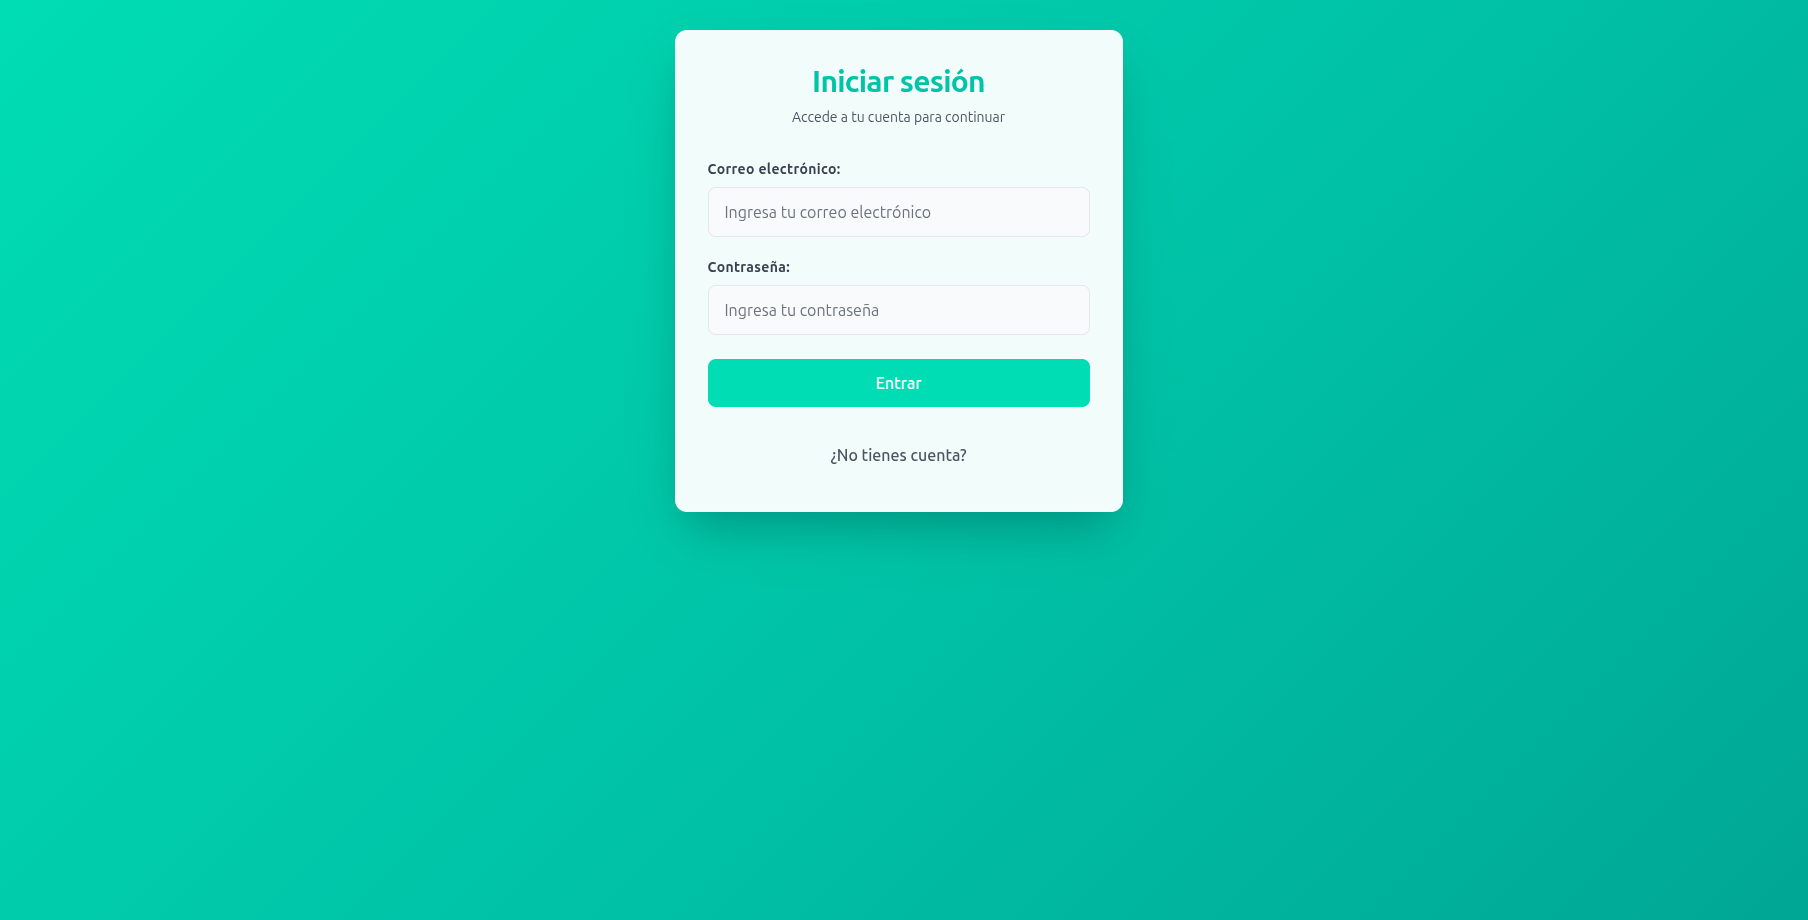 Iniciar sesión
Accede a tu cuenta para continuar
Correo electrónico:
Ingresa tu correo electrónico
Contraseña:
Ingresa tu contraseña
Entrar
¿No tienes cuenta?